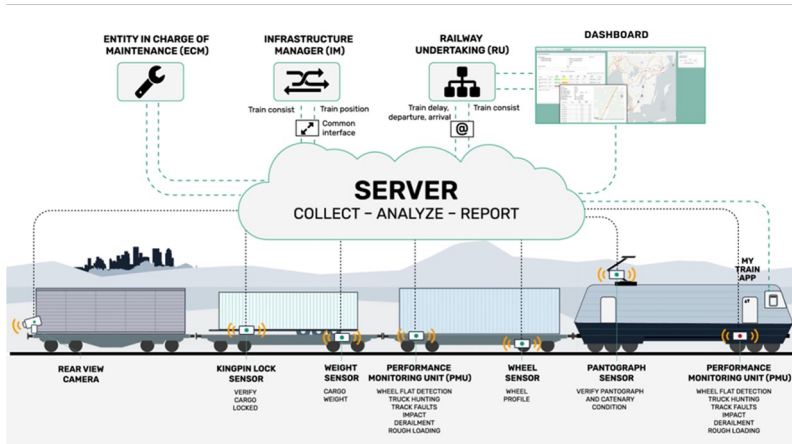 ENTITY IN CHARGE OF
MAINTENANCE (ECM)
INFRASTRUCTURE
MANAGER (IM)
RAILWAY
UNDERTAKING (RU)
DASHBOARD
Train consist
Train position
Common
interface
Train delay,
departure, arrival
Train consist
@
SERVER
COLLECT – ANALYZE – REPORT
MY
TRAIN
APP
REAR VIEW
CAMERA
KINGPIN LOCK
SENSOR
VERIFY
CARGO
LOCKED
WEIGHT
SENSOR
CARGO
WEIGHT
PERFORMANCE
MONITORING UNIT (PMU)
WHEEL FLAT DETECTION
TRUCK HUNTING
TRACK FAULTS
IMPACT
DERAILMENT
ROUGH LOADING
WHEEL
SENSOR
WHEEL
PROFILE
PANTOGRAPH
SENSOR
VERIFY PANTOGRAPH
AND CATENARY
CONDITION
PERFORMANCE
MONITORING UNIT (PMU)
WHEEL FLAT DETECTION
TRUCK HUNTING
TRACK FAULTS
IMPACT
DERAILMENT
ROUGH LOADING